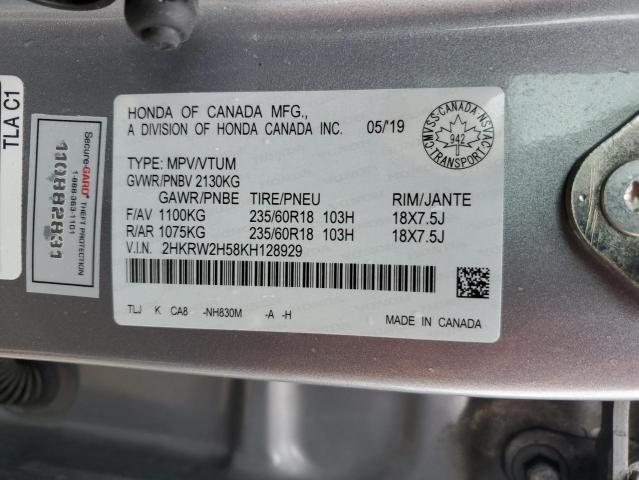 TLA C1
Secure-GARD®
THEFT PROTECTION
1-888-363-1101
110882831
HONDA OF CANADA MFG.,
A DIVISION OF HONDA CANADA INC. 05/'19
CMVSS-CANADA-NSVAC
942
TRANSPORT
TYPE: MPV/VTUM
GVWR/PNBV 2130KG
GAWR/PNBE TIRE/PNEU RIM/JANTE
F/AV 1100KG 235/60R18 103H 18X7.5J
R/AR 1075KG 235/60R18 103H 18X7.5J
V.I.N. 2HKRW2H58KH128929
TLJ K CA8 -NH830M -A -H
MADE IN CANADA